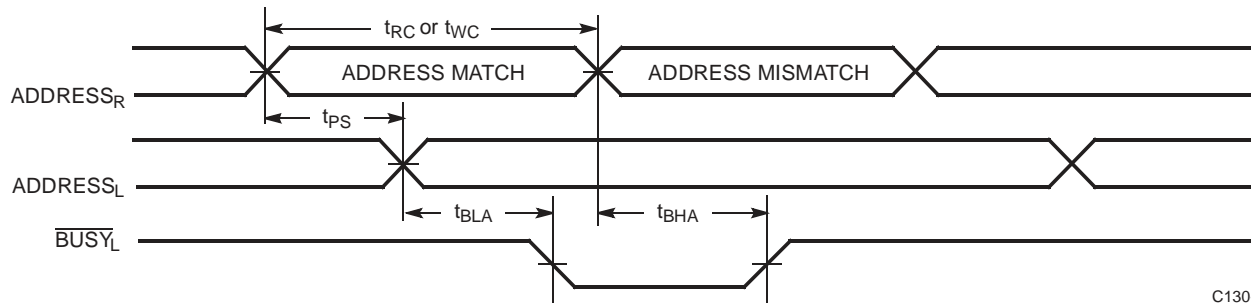 tRC or tWC
ADDRESS MATCH
ADDRESS MISMATCH
ADDRESSR
tPS
ADDRESSL
tBLA
tBHA
BUSYL
C130